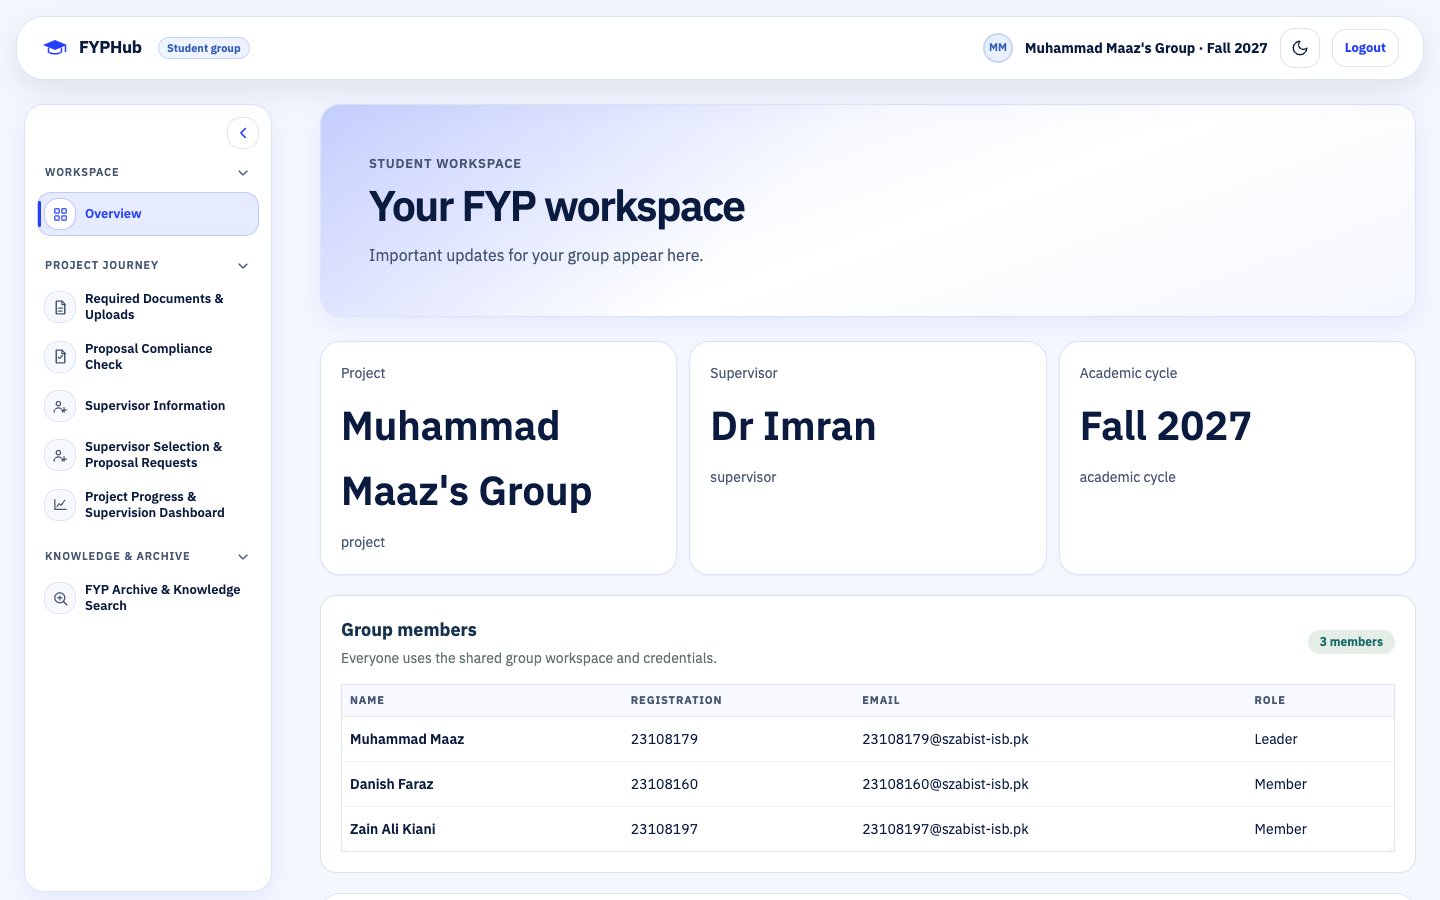 FYPHub
Student group
MM
Muhammad Maaz's Group · Fall 2027
Logout
WORKSPACE
Overview
PROJECT JOURNEY
Required Documents &
Uploads
Proposal Compliance
Check
Supervisor Information
Supervisor Selection &
Proposal Requests
Project Progress &
Supervision Dashboard
KNOWLEDGE & ARCHIVE
FYP Archive & Knowledge
Search
STUDENT WORKSPACE
Your FYP workspace
Important updates for your group appear here.
Project
Muhammad
Maaz's Group
project
Supervisor
Dr Imran
supervisor
Academic cycle
Fall 2027
academic cycle
Group members
Everyone uses the shared group workspace and credentials.
3 members
NAME REGISTRATION EMAIL ROLE
Muhammad Maaz 23108179 23108179@szabist-isb.pk Leader
Danish Faraz 23108160 23108160@szabist-isb.pk Member
Zain Ali Kiani 23108197 23108197@szabist-isb.pk Member